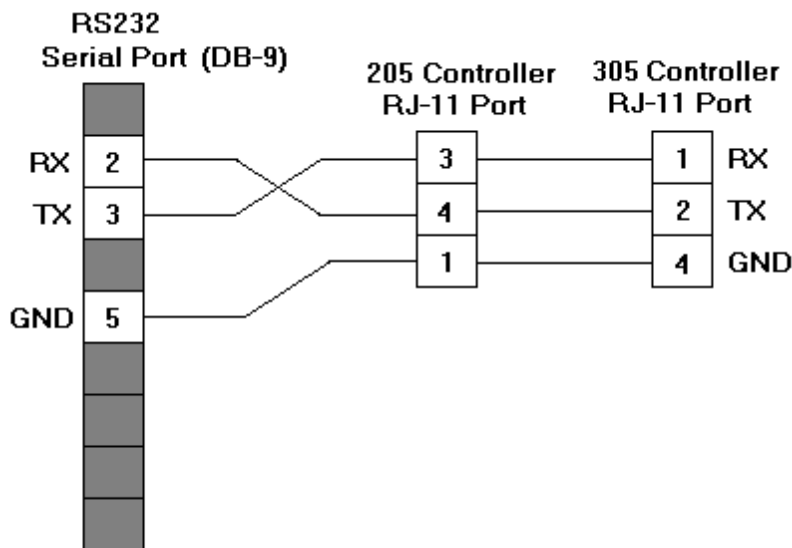 RS232
Serial Port (DB-9)
205 Controller
RJ-11 Port
305 Controller
RJ-11 Port
RX 2 3 1 RX
TX 3 4 2 TX
1 4 GND
GND 5